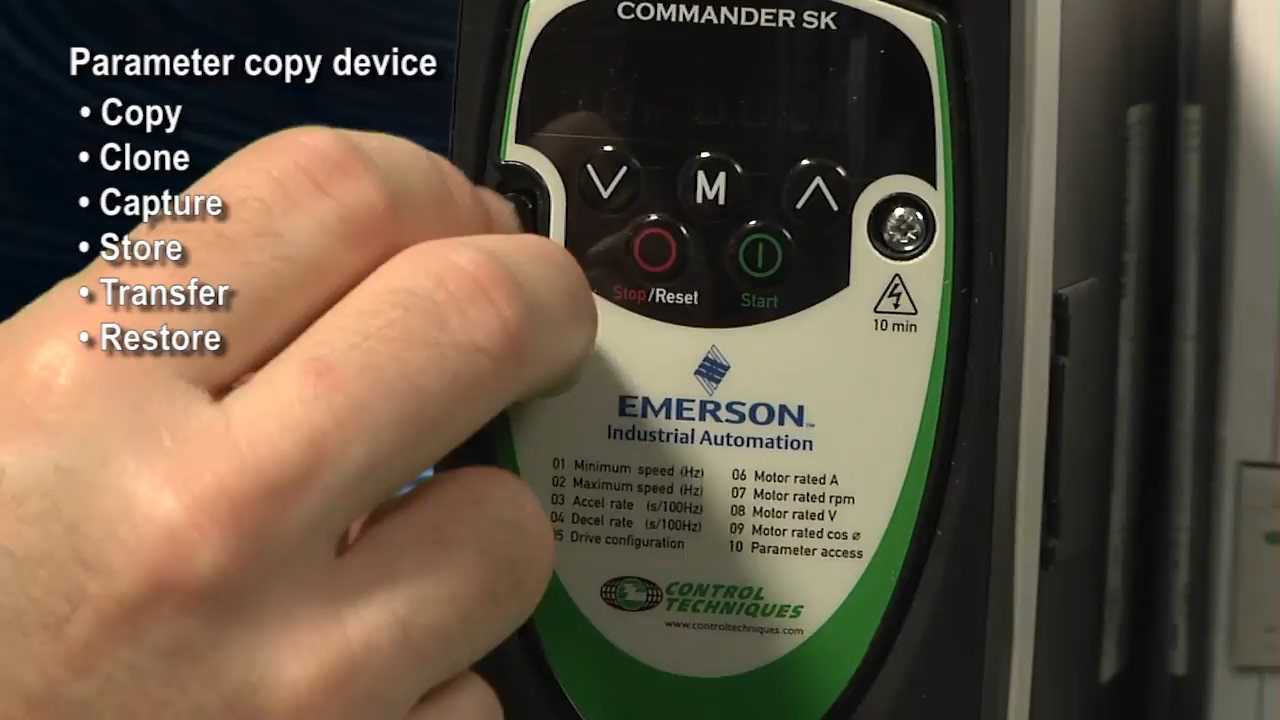 Parameter copy device
• Copy
• Clone
• Capture
• Store
• Transfer
• Restore
COMMANDER SK
M
Stop/Reset
Start
10 min
EMERSON™
Industrial Automation
01 Minimum speed (Hz)
02 Maximum speed (Hz)
03 Accel rate (s/100Hz)
04 Decel rate (s/100Hz)
05 Drive configuration
06 Motor rated A
07 Motor rated rpm
08 Motor rated V
09 Motor rated cos ø
10 Parameter access
CONTROL
TECHNIQUES
www.controltechniques.com